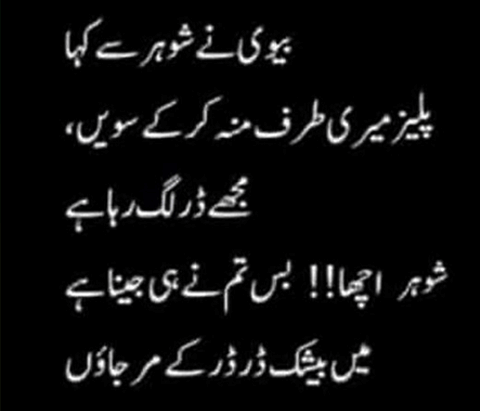 بیوی نے شوہر سے کہا
پلیز میری طرف منہ کر کے سویں،
مجھے ڈر لگ رہا ہے
شوہر اچھا!! بس تم نے ہی جینا ہے
میں بیشک ڈر ڈر کے مر جاؤں